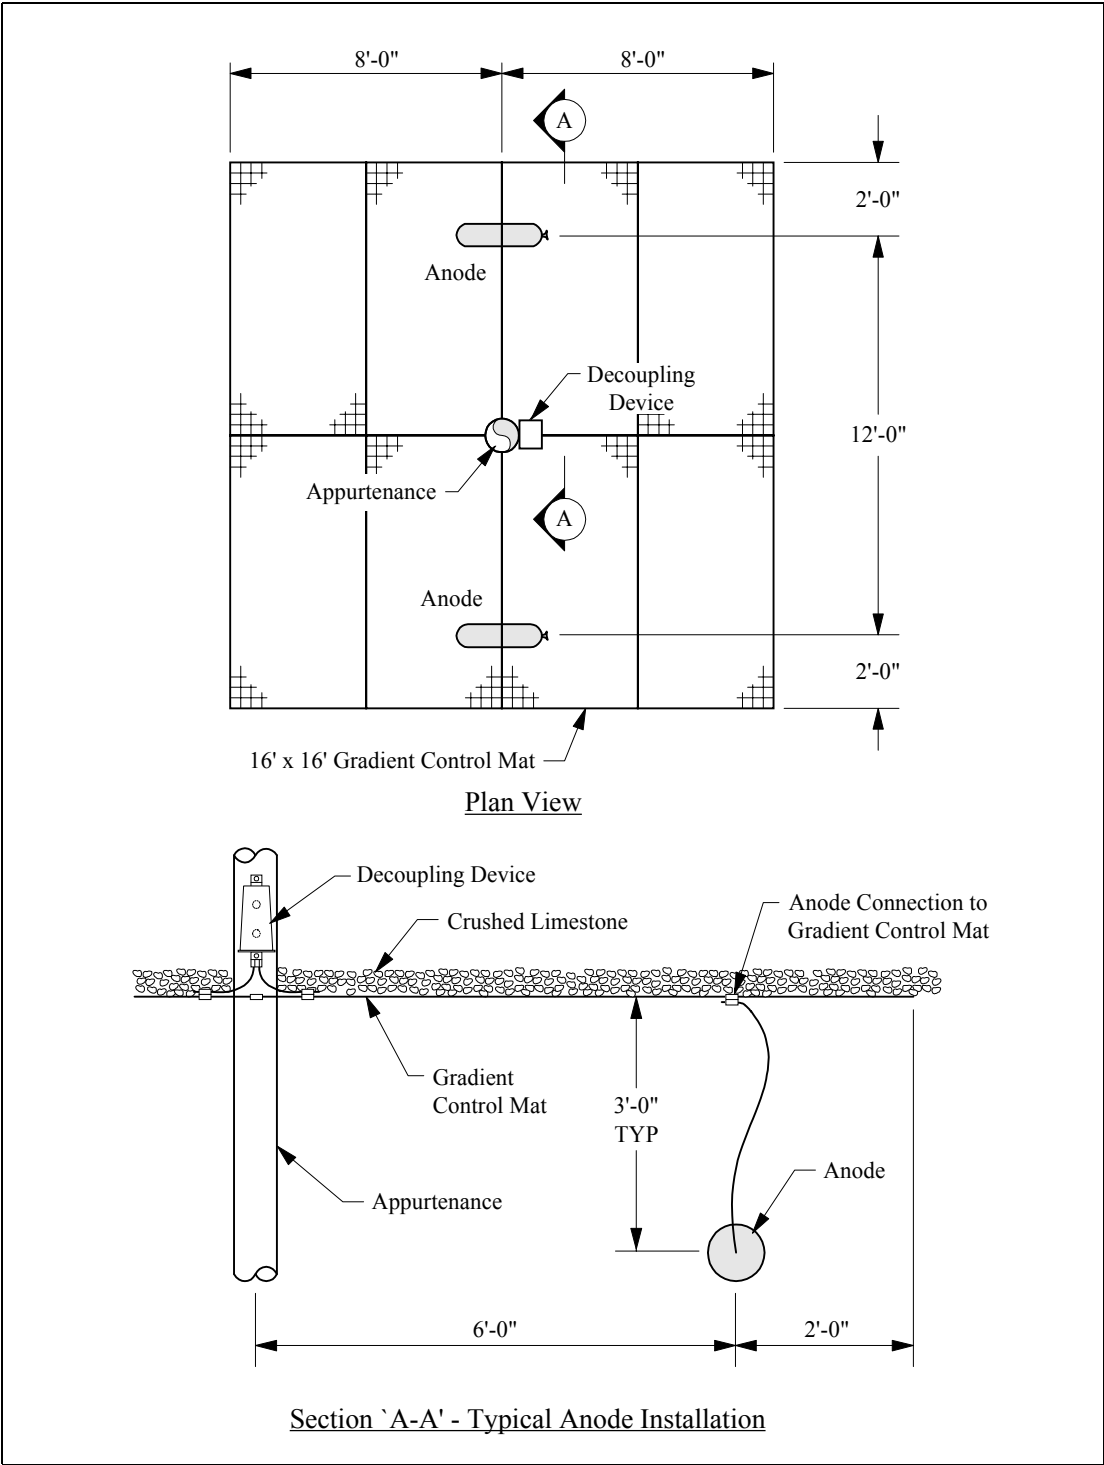 8'-0"
8'-0"
A
2'-0"
Anode
Decoupling
Device
12'-0"
Appurtenance
A
Anode
2'-0"
16' x 16' Gradient Control Mat
Plan View
Decoupling Device
Crushed Limestone
Anode Connection to
Gradient Control Mat
Gradient
Control Mat
3'-0"
TYP
Anode
Appurtenance
6'-0"
2'-0"
Section `A-A' - Typical Anode Installation